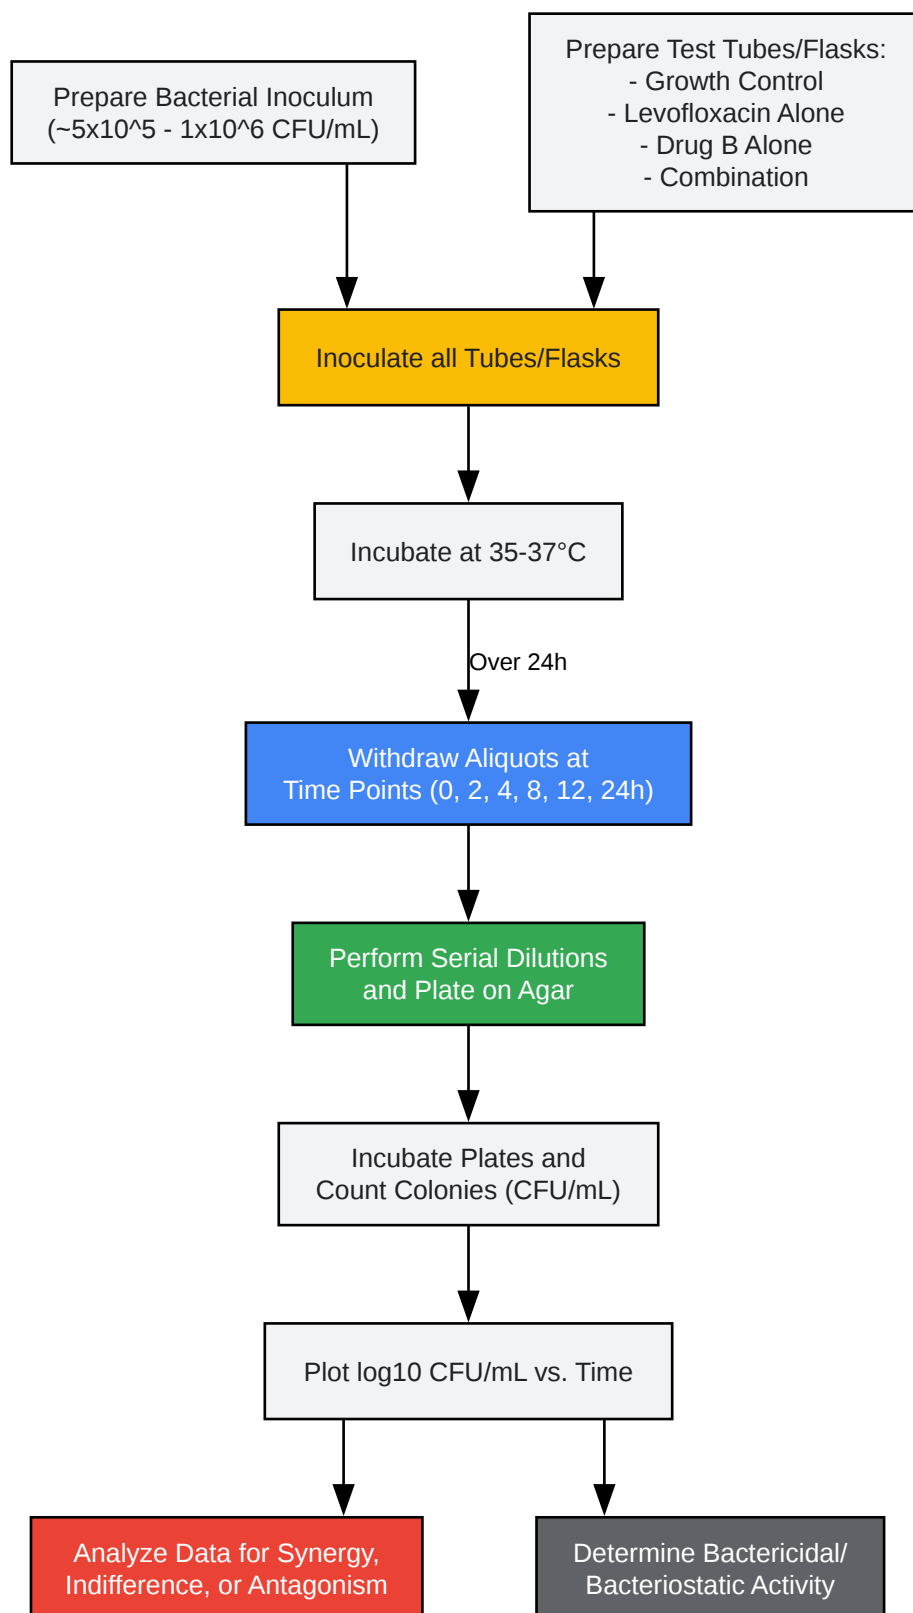 Prepare Bacterial Inoculum
(~5x10^5 - 1x10^6 CFU/mL)
Prepare Test Tubes/Flasks:
- Growth Control
- Levofloxacin Alone
- Drug B Alone
- Combination
Inoculate all Tubes/Flasks
Incubate at 35-37°C
Over 24h
Withdraw Aliquots at
Time Points (0, 2, 4, 8, 12, 24h)
Perform Serial Dilutions
and Plate on Agar
Incubate Plates and
Count Colonies (CFU/mL)
Plot log10 CFU/mL vs. Time
Analyze Data for Synergy,
Indifference, or Antagonism
Determine Bactericidal/
Bacteriostatic Activity